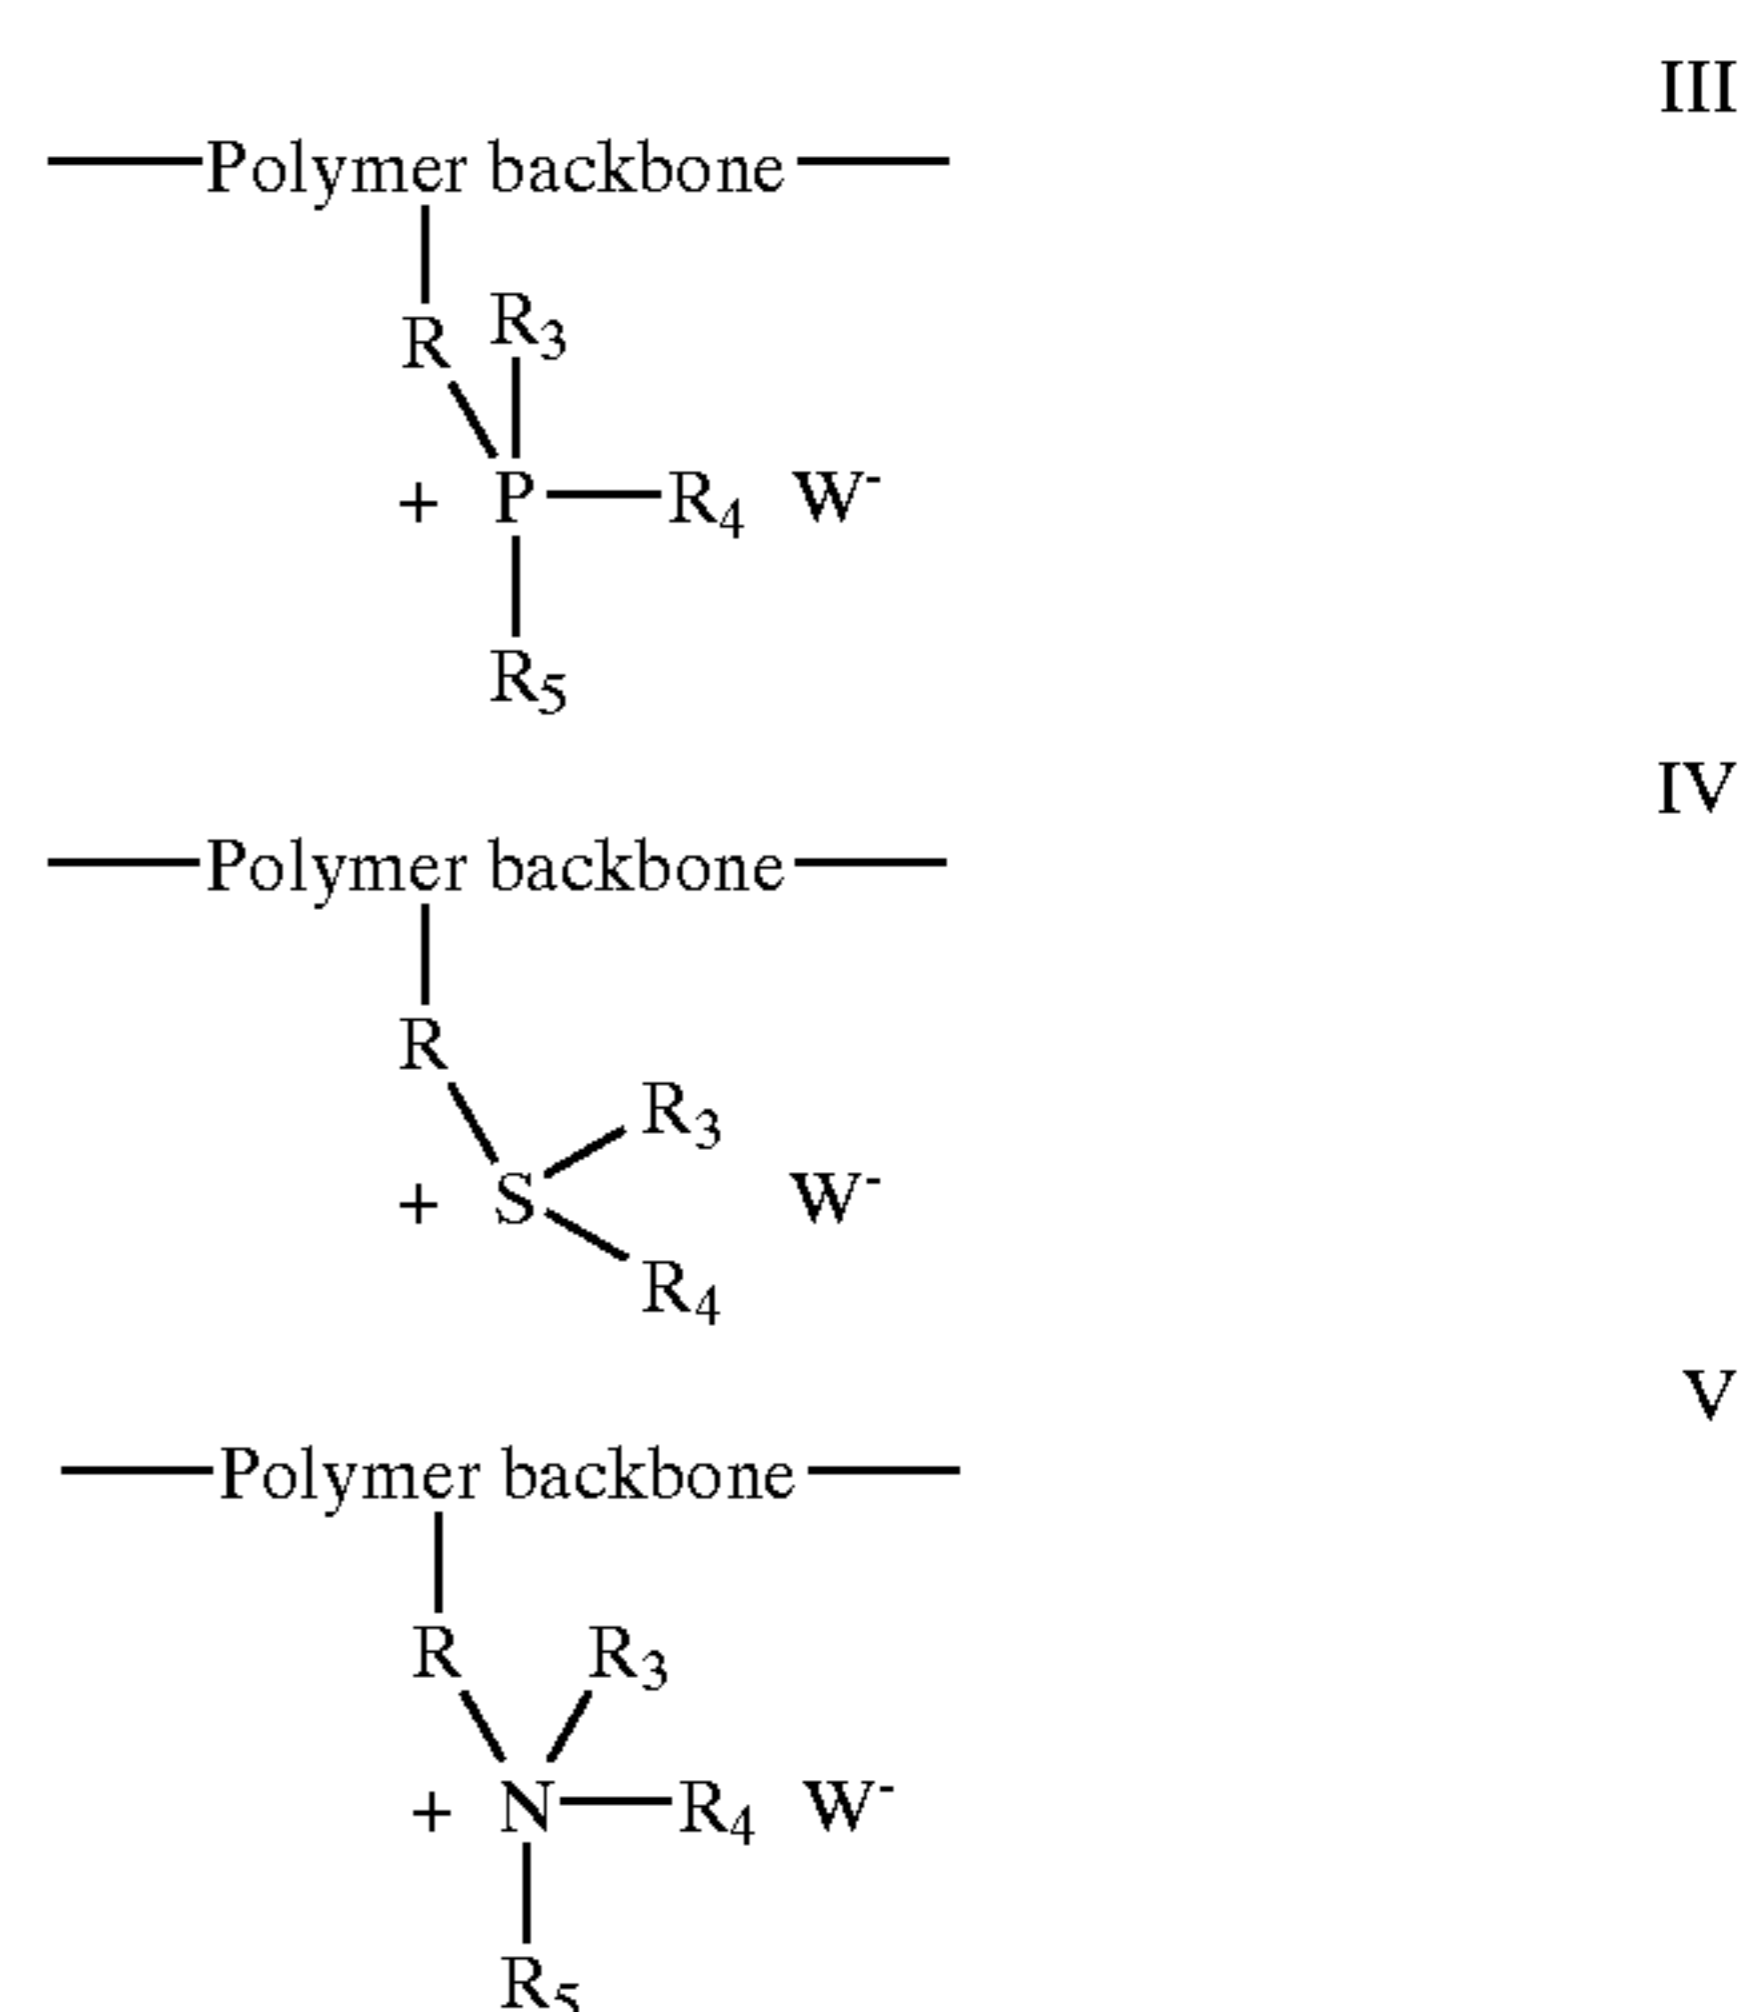 III
Polymer backbone
R R3
+ P R4 W-
R5
IV
Polymer backbone
R
R3
+ S W-
R4
V
Polymer backbone
R R3
+ N R4 W-
R5